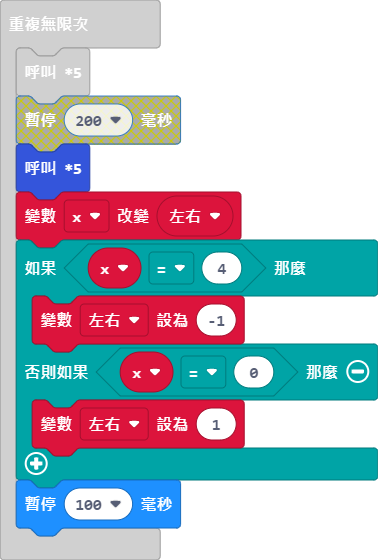 重複無限次
呼叫 *5
暫停 200 毫秒
呼叫 *5
變數 x 改變 左右
如果 x = 4 那麼
變數 左右 設為 -1
否則如果 x = 0 那麼
變數 左右 設為 1
暫停 100 毫秒